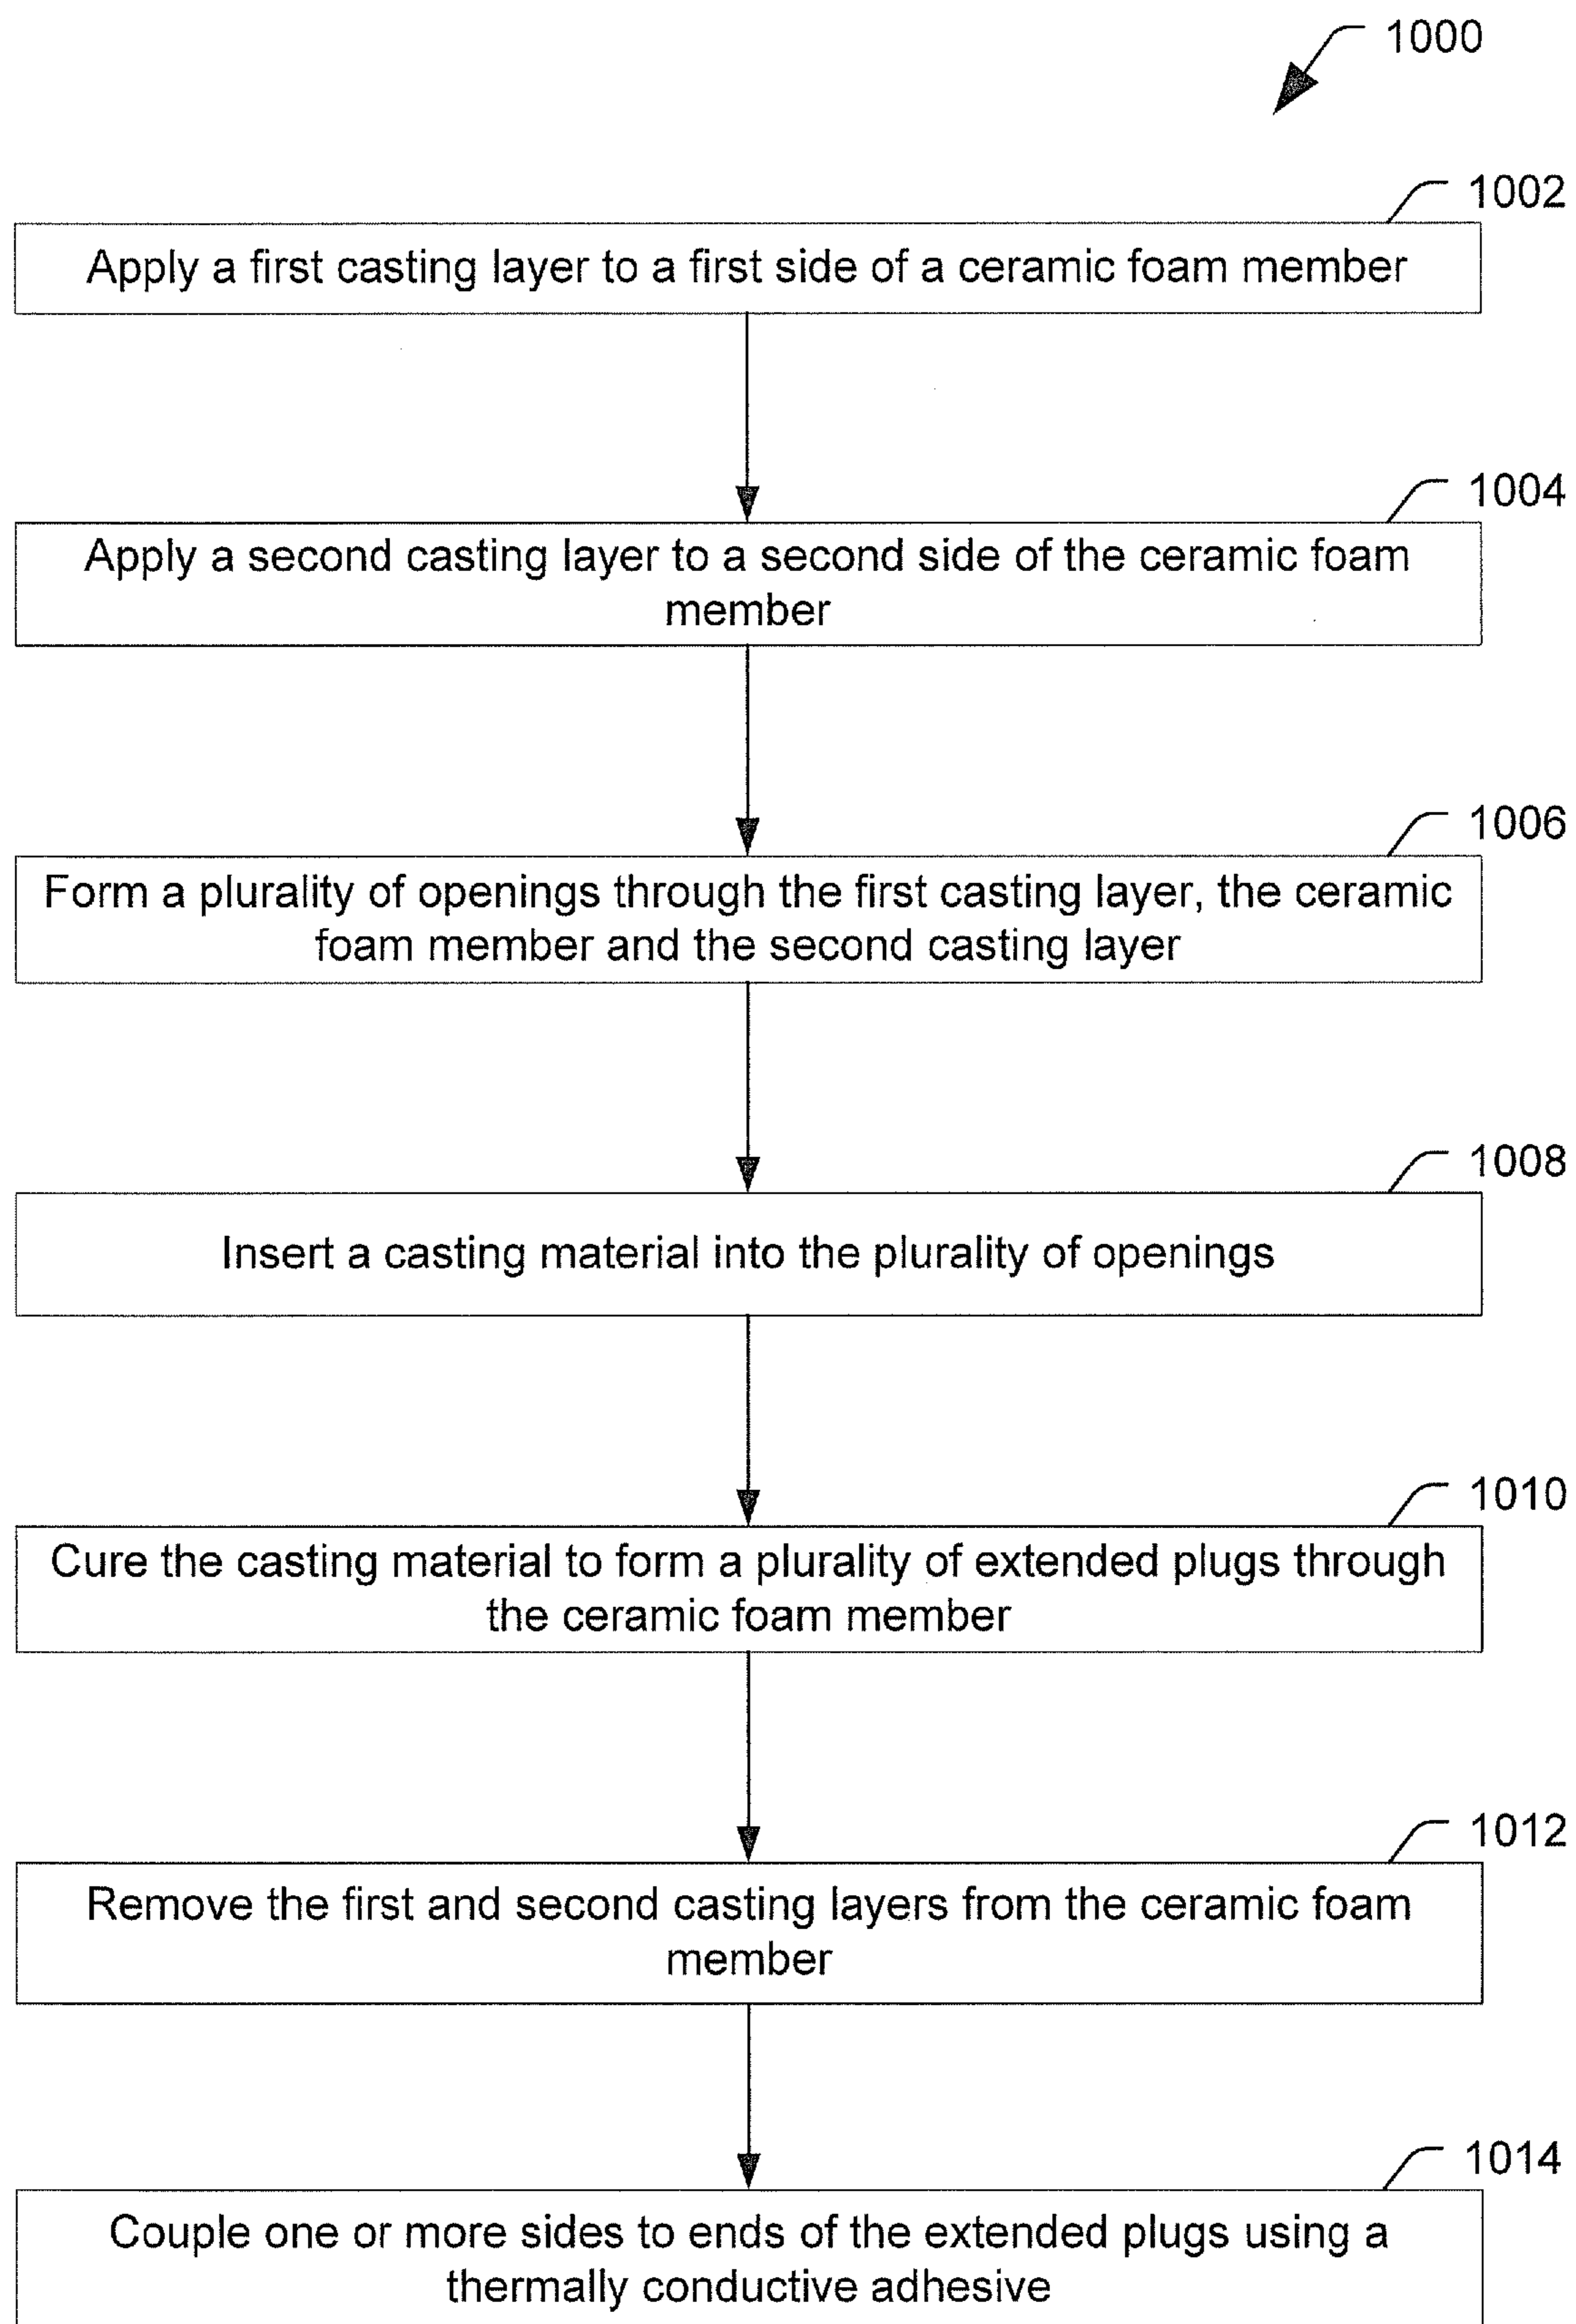 1000
1002
Apply a first casting layer to a first side of a ceramic foam member
1004
Apply a second casting layer to a second side of the ceramic foam
member
1006
Form a plurality of openings through the first casting layer, the ceramic
foam member and the second casting layer
1008
Insert a casting material into the plurality of openings
1010
Cure the casting material to form a plurality of extended plugs through
the ceramic foam member
1012
Remove the first and second casting layers from the ceramic foam
member
1014
Couple one or more sides to ends of the extended plugs using a
thermally conductive adhesive